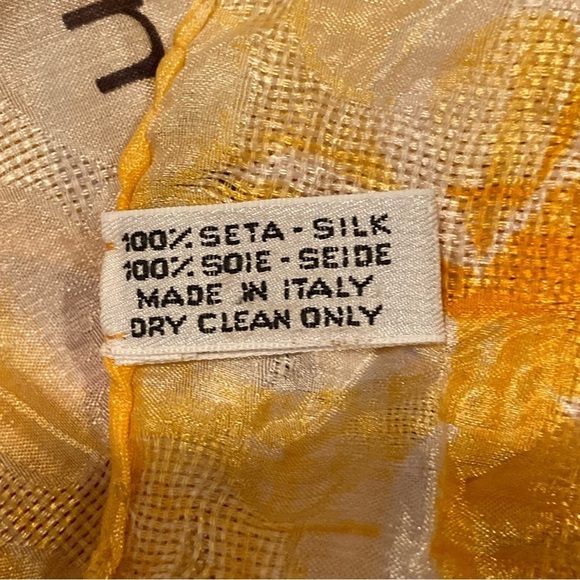 100% SETA - SILK
100% SOIE - SEIDE
MADE IN ITALY
DRY CLEAN ONLY